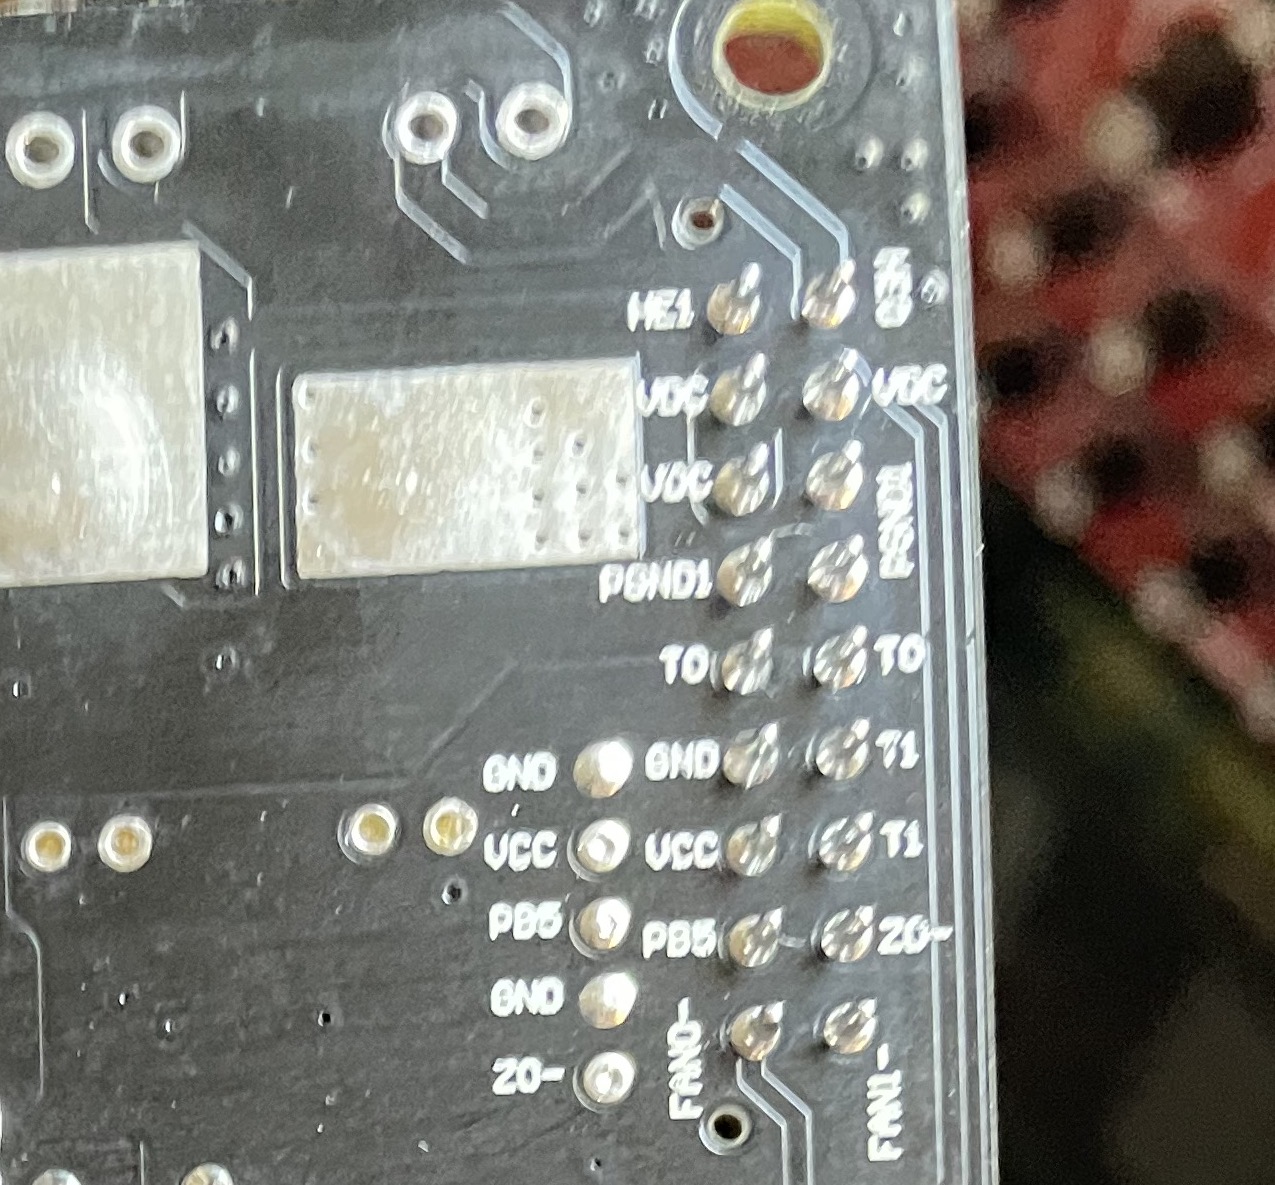 HE1
VDC VDC
VDC PGND1
PGND1
T0 T0
GND GND T1
VCC VCC T1
PB5 PB5 Z0-
GND
Z0-
FAN0-
FAN1-